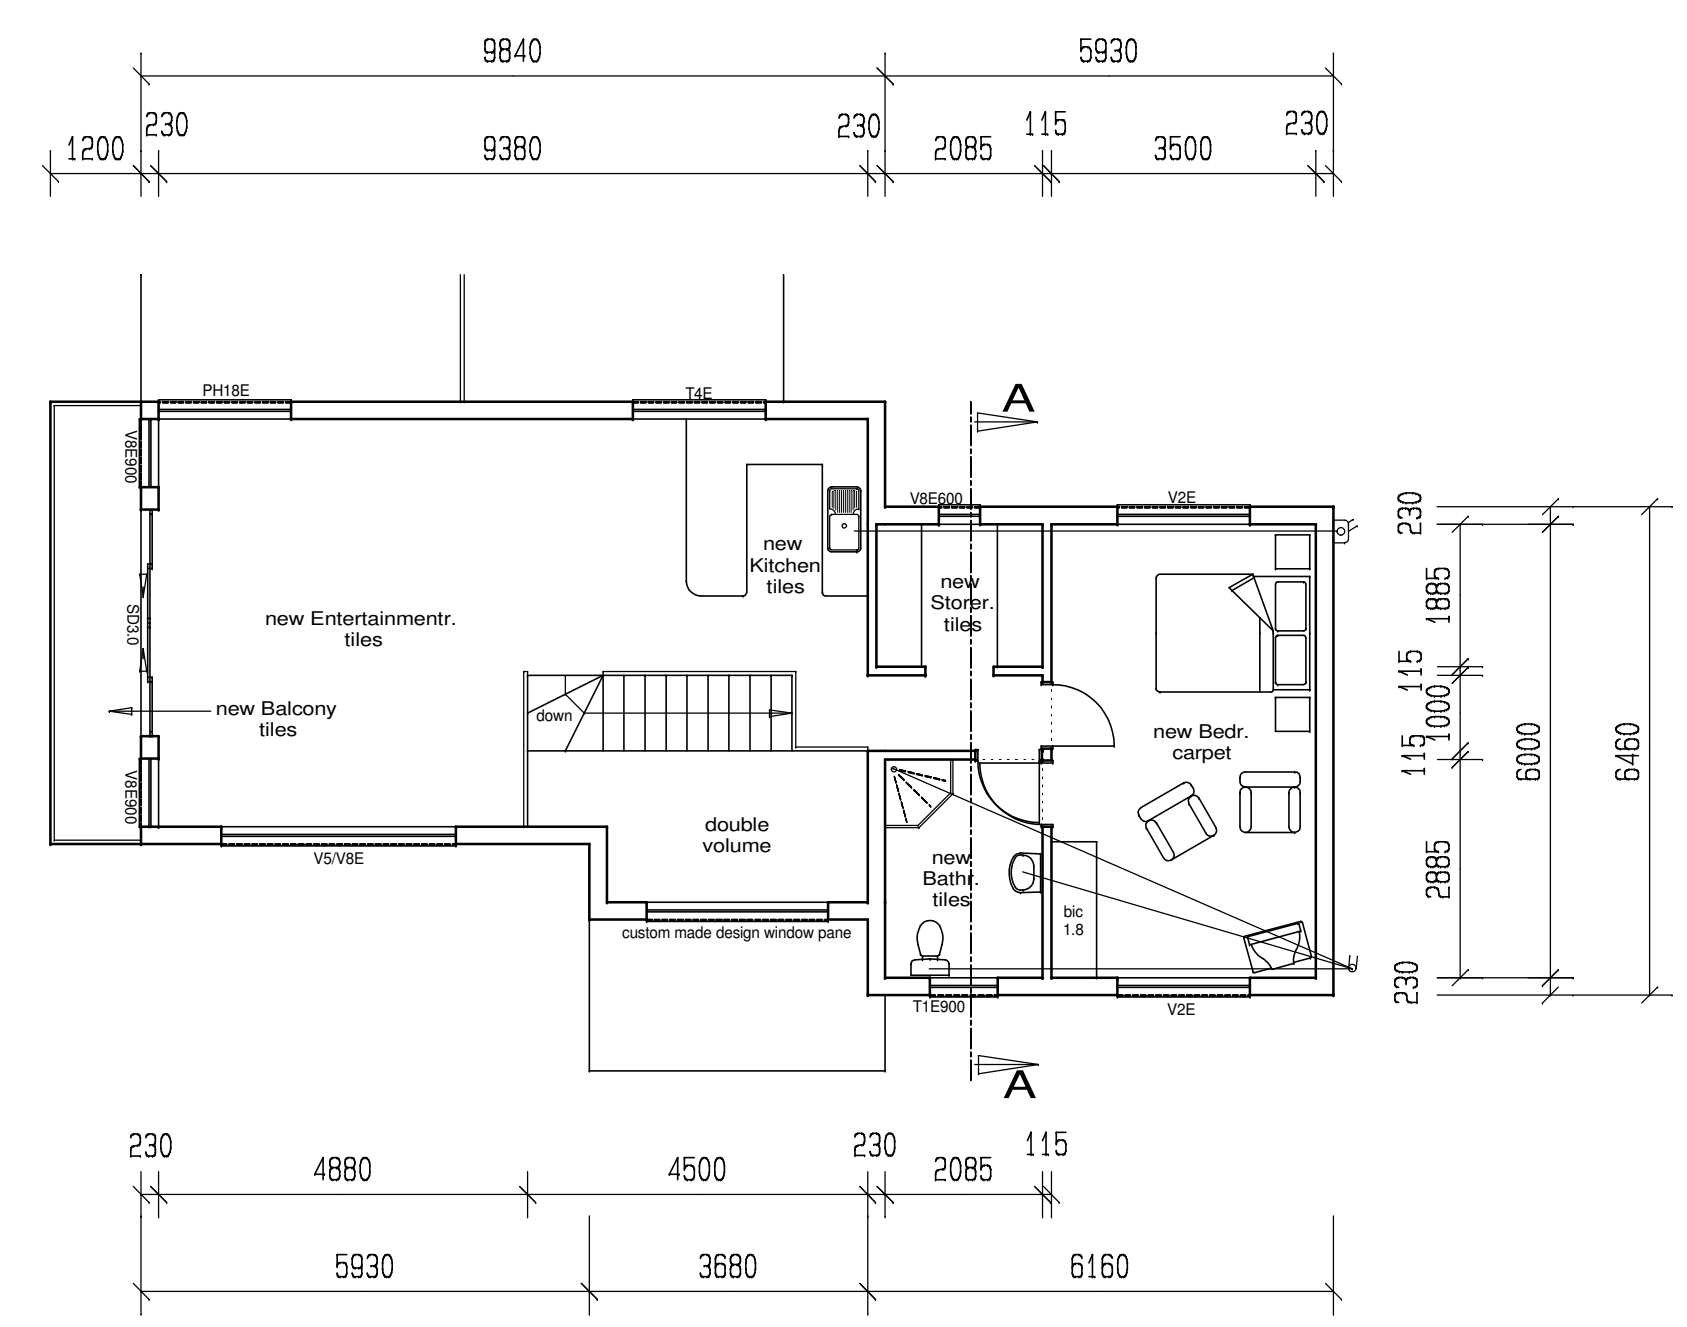 9840 5930
1200 230 9380 230 2085 115 3500 230
A
PH18E
T4E
V8E900
V8E600
V2E
new
Kitchen
tiles
new
Storer.
tiles
new Entertainmentr.
tiles
SD3.0
new Balcony
tiles
down
new Bedr.
carpet
V8E900
double
volume
new
Bathr.
tiles
bic
1.8
V5/V8E
custom made design window pane
T1E900
V2E
A
230
1885
115
1000
115
2885
230
6000
6460
230 4880 4500 230 2085 115
5930 3680 6160